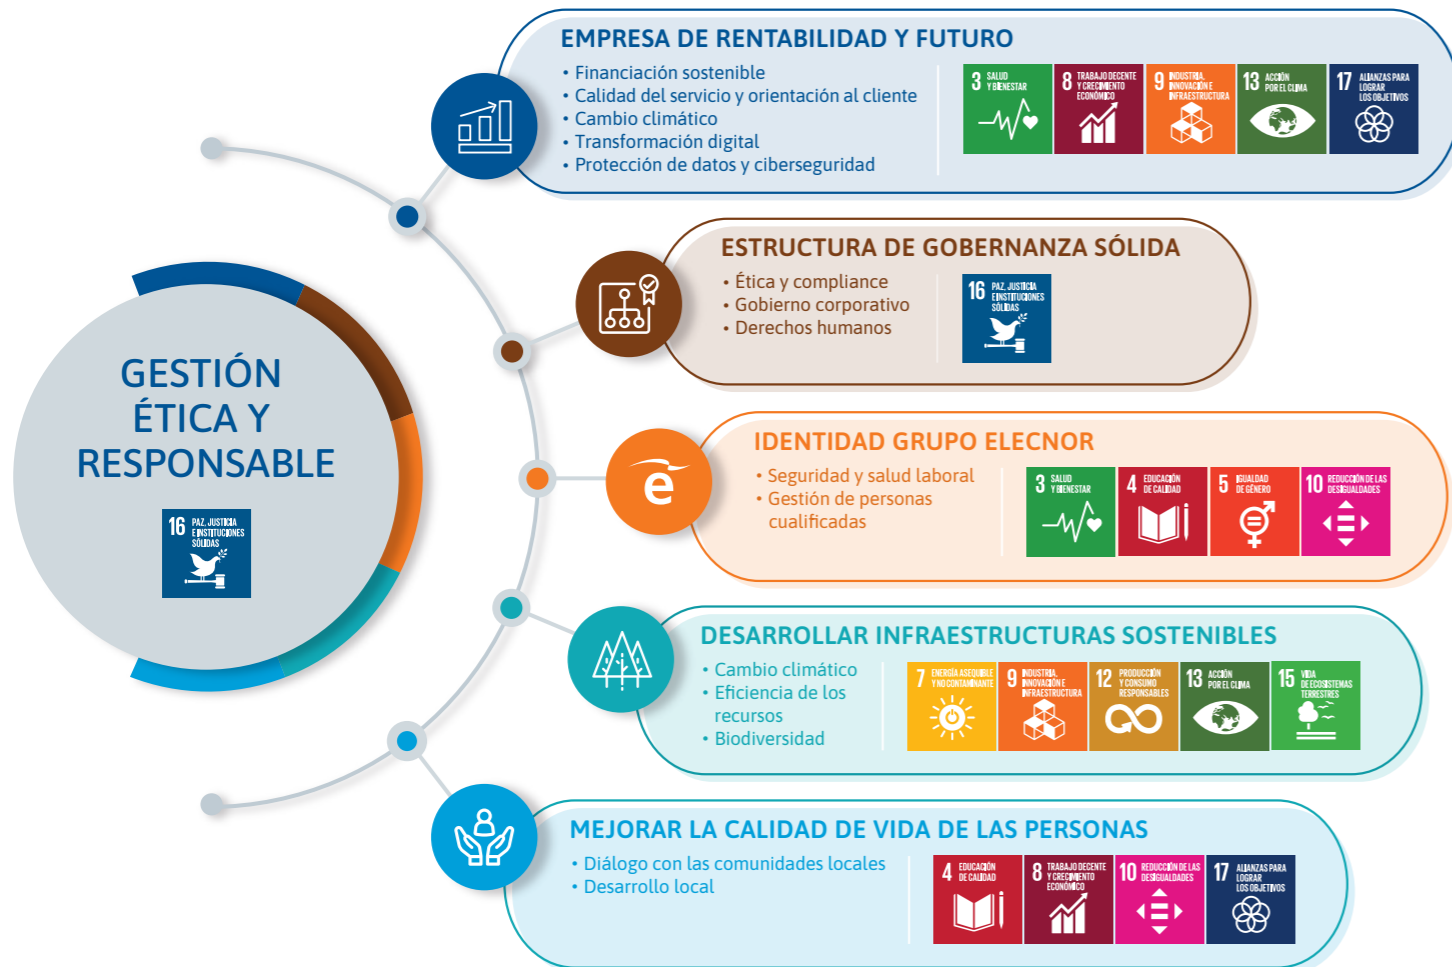 EMPRESA DE RENTABILIDAD Y FUTURO
• Financiación sostenible
• Calidad del servicio y orientación al cliente
• Cambio climático
• Transformación digital
• Protección de datos y ciberseguridad
3 SALUD
Y BIENESTAR
8 TRABAJO DECENTE
Y CRECIMIENTO
ECONÓMICO
9 INDUSTRIA,
INNOVACIÓN E
INFRAESTRUCTURA
13 ACCIÓN
POR EL CLIMA
17 ALIANZAS PARA
LOGRAR
LOS OBJETIVOS
ESTRUCTURA DE GOBERNANZA SÓLIDA
• Ética y compliance
• Gobierno corporativo
• Derechos humanos
16 PAZ, JUSTICIA
E INSTITUCIONES
SÓLIDAS
GESTIÓN
ÉTICA Y
RESPONSABLE
16 PAZ, JUSTICIA
E INSTITUCIONES
SÓLIDAS
e
IDENTIDAD GRUPO ELECNOR
• Seguridad y salud laboral
• Gestión de personas
cualificadas
3 SALUD
Y BIENESTAR
4 EDUCACIÓN
DE CALIDAD
5 IGUALDAD
DE GÉNERO
10 REDUCCIÓN DE LAS
DESIGUALDADES
DESARROLLAR INFRAESTRUCTURAS SOSTENIBLES
• Cambio climático
• Eficiencia de los
recursos
• Biodiversidad
7 ENERGÍA ASEQUIBLE
Y NO CONTAMINANTE
9 INDUSTRIA,
INNOVACIÓN E
INFRAESTRUCTURA
12 PRODUCCIÓN
Y CONSUMO
RESPONSABLES
13 ACCIÓN
POR EL CLIMA
15 VIDA
DE ECOSISTEMAS
TERRESTRES
MEJORAR LA CALIDAD DE VIDA DE LAS PERSONAS
• Diálogo con las comunidades locales
• Desarrollo local
4 EDUCACIÓN
DE CALIDAD
8 TRABAJO DECENTE
Y CRECIMIENTO
ECONÓMICO
10 REDUCCIÓN DE LAS
DESIGUALDADES
17 ALIANZAS PARA
LOGRAR
LOS OBJETIVOS